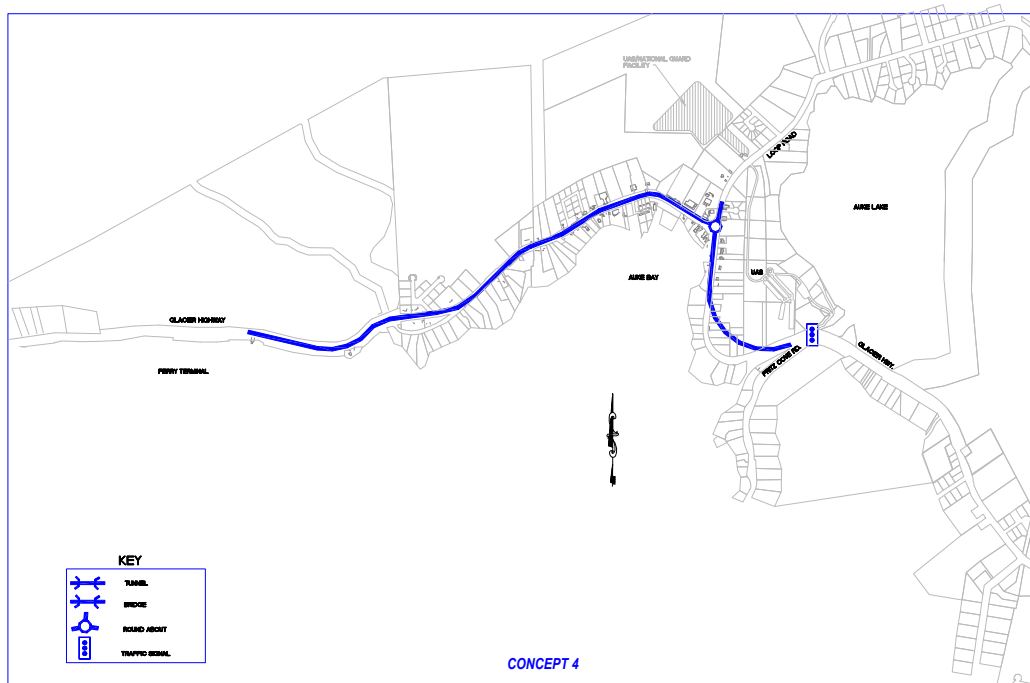 UAS/NATIONAL GUARD
FACILITY
LOOP ROAD
AUKE LAKE
AUKE BAY
UAS
GLACIER HIGHWAY
FERRY TERMINAL
FRITZ COVE RD.
GLACIER HWY.
KEY
TUNNEL
BRIDGE
ROUND ABOUT
TRAFFIC SIGNAL
CONCEPT 4